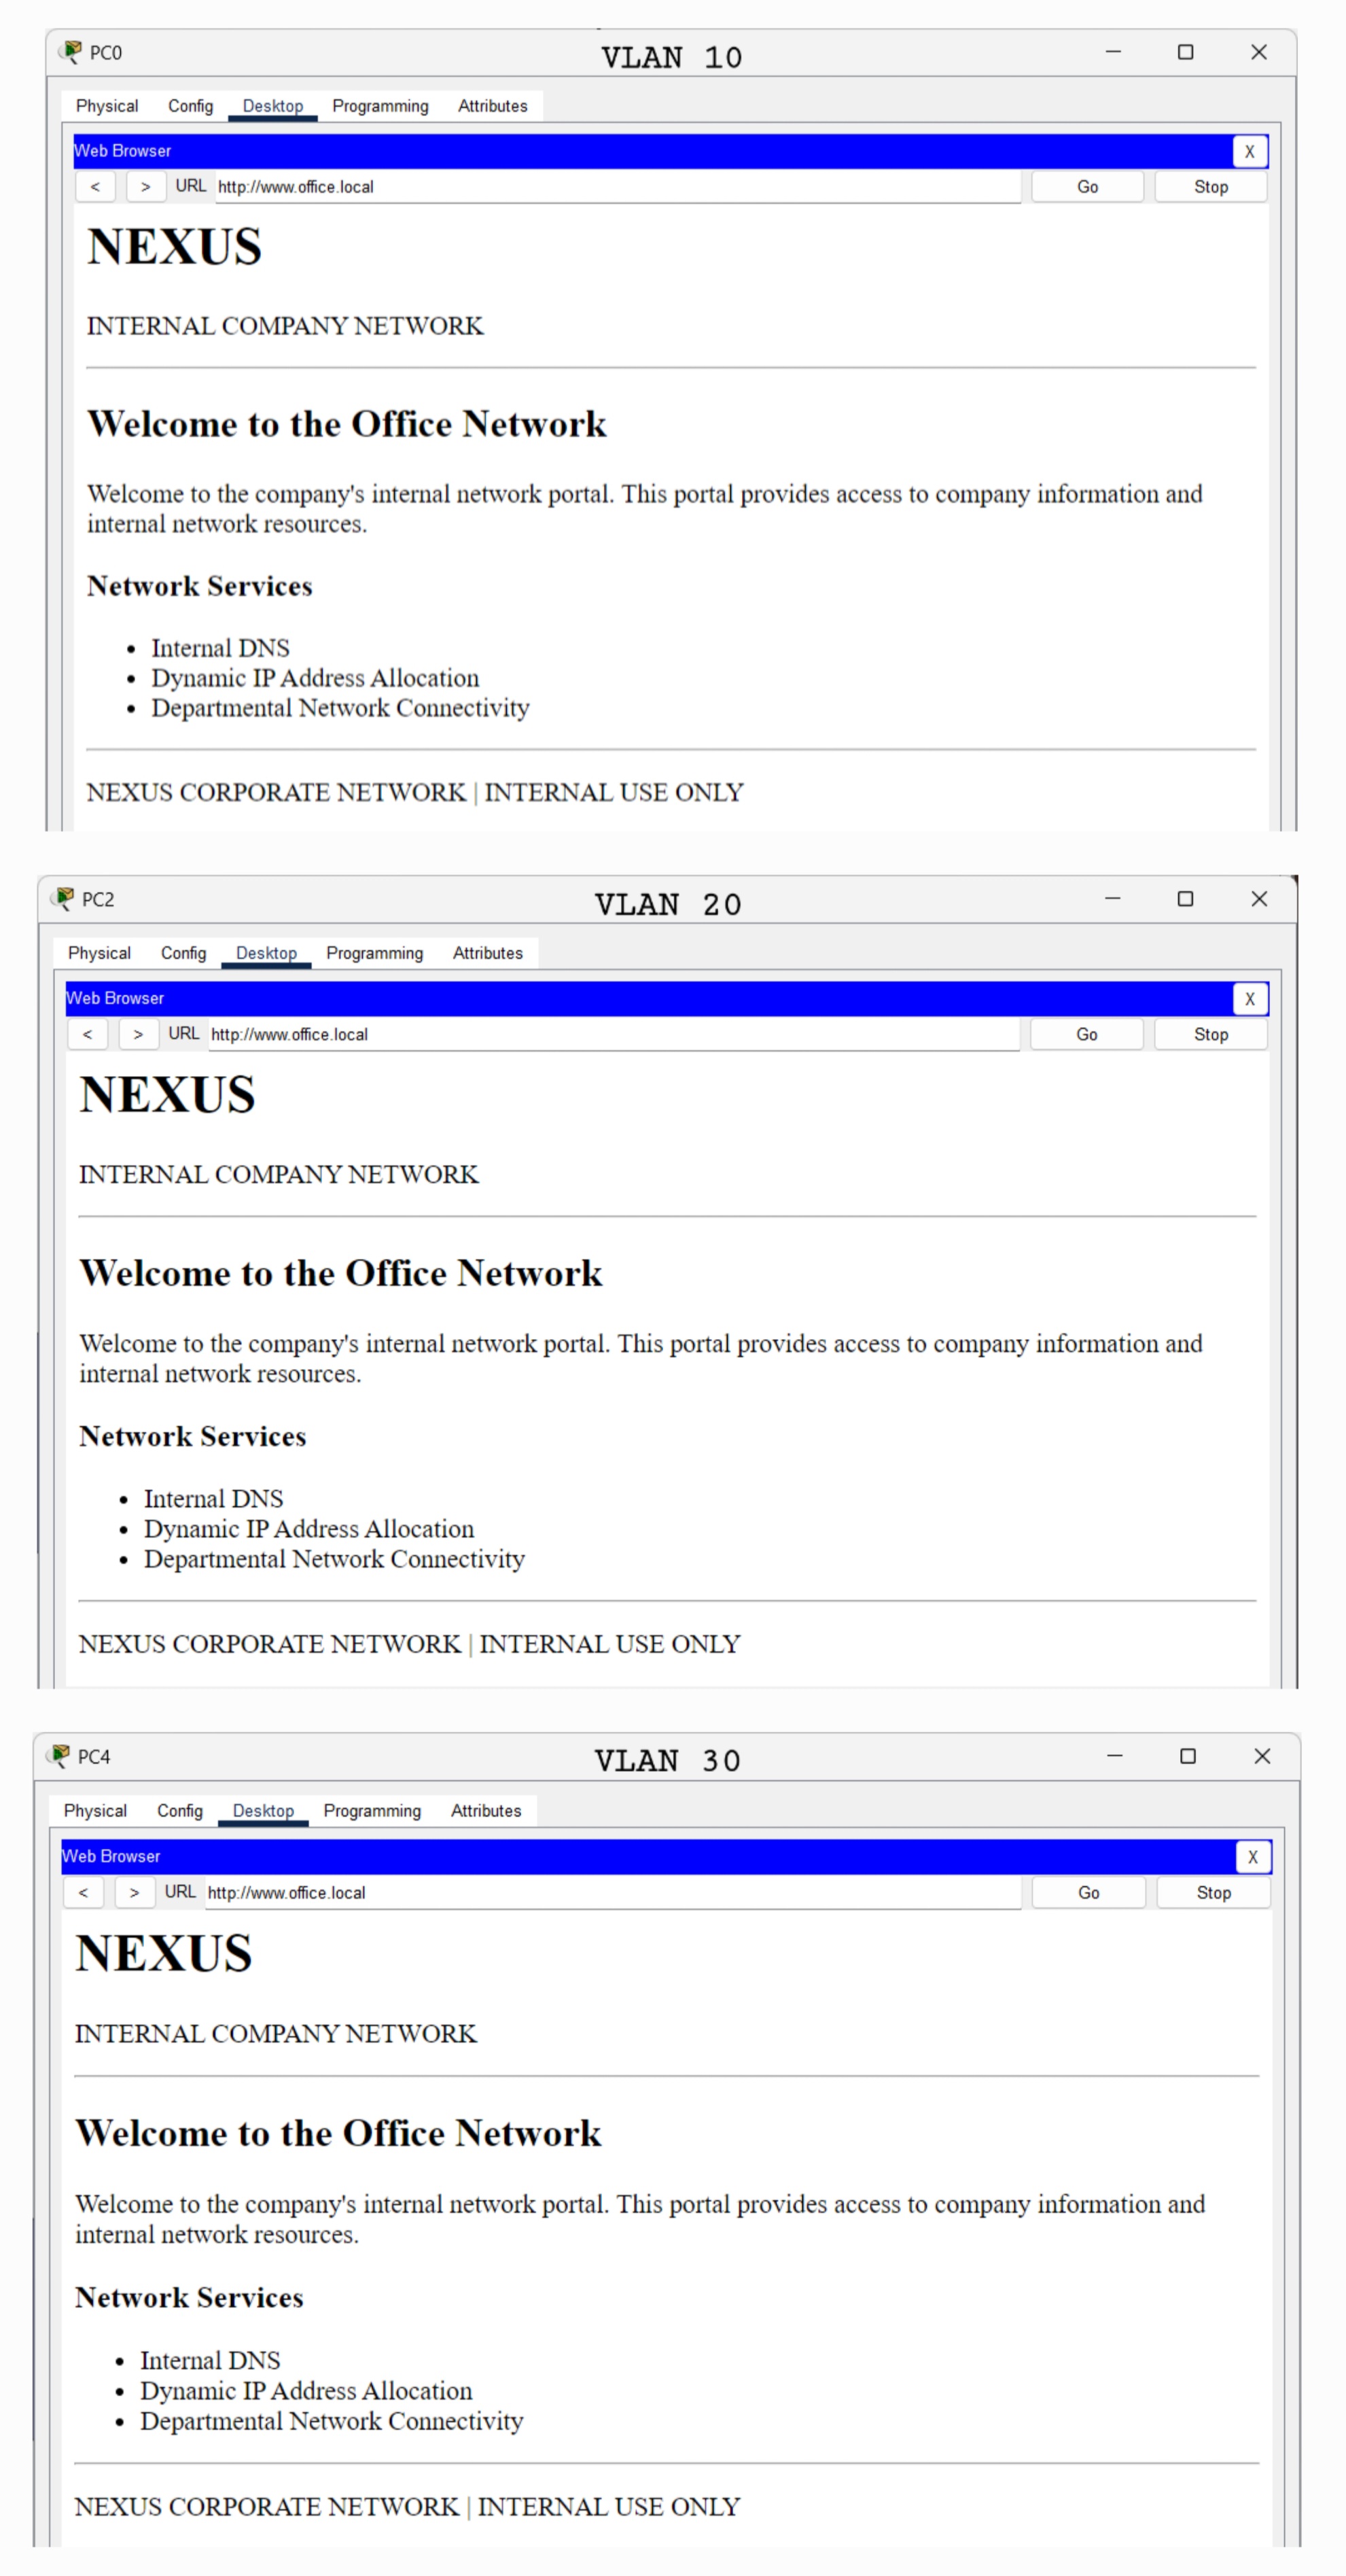 PC0
VLAN 10
Physical Config Desktop Programming Attributes
Web Browser X
< > URL http://www.office.local Go Stop
NEXUS
INTERNAL COMPANY NETWORK
Welcome to the Office Network
Welcome to the company's internal network portal. This portal provides access to company information and
internal network resources.
Network Services
• Internal DNS
• Dynamic IP Address Allocation
• Departmental Network Connectivity
NEXUS CORPORATE NETWORK | INTERNAL USE ONLY
PC2
VLAN 20
Physical Config Desktop Programming Attributes
Web Browser X
< > URL http://www.office.local Go Stop
NEXUS
INTERNAL COMPANY NETWORK
Welcome to the Office Network
Welcome to the company's internal network portal. This portal provides access to company information and
internal network resources.
Network Services
• Internal DNS
• Dynamic IP Address Allocation
• Departmental Network Connectivity
NEXUS CORPORATE NETWORK | INTERNAL USE ONLY
PC4
VLAN 30
Physical Config Desktop Programming Attributes
Web Browser X
< > URL http://www.office.local Go Stop
NEXUS
INTERNAL COMPANY NETWORK
Welcome to the Office Network
Welcome to the company's internal network portal. This portal provides access to company information and
internal network resources.
Network Services
• Internal DNS
• Dynamic IP Address Allocation
• Departmental Network Connectivity
NEXUS CORPORATE NETWORK | INTERNAL USE ONLY